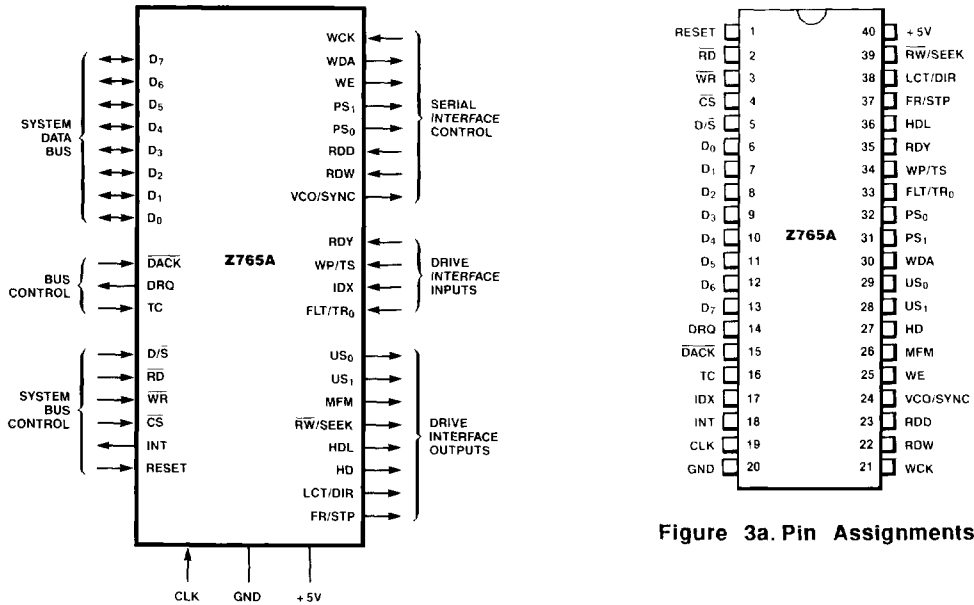 SYSTEM
DATA
BUS
D7
D6
D5
D4
D3
D2
D1
D0
BUS
CONTROL
DACK
DRQ
TC
SYSTEM
BUS
CONTROL
D/S
RD
WR
CS
INT
RESET
Z765A
WCK
WDA
WE
PS1
PS0
RDD
RDW
VCO/SYNC
SERIAL
INTERFACE
CONTROL
RDY
WP/TS
IDX
FLT/TR0
DRIVE
INTERFACE
INPUTS
US0
US1
MFM
RW/SEEK
HDL
HD
LCT/DIR
FR/STP
DRIVE
INTERFACE
OUTPUTS
CLK GND +5V
RESET 1 40 +5V
RD 2 39 RW/SEEK
WR 3 38 LCT/DIR
CS 4 37 FR/STP
D/S 5 36 HDL
D0 6 35 RDY
D1 7 34 WP/TS
D2 8 33 FLT/TR0
D3 9 32 PS0
D4 10 Z765A 31 PS1
D5 11 30 WDA
D6 12 29 US0
D7 13 28 US1
DRQ 14 27 HD
DACK 15 26 MFM
TC 16 25 WE
IDX 17 24 VCO/SYNC
INT 18 23 RDD
CLK 19 22 RDW
GND 20 21 WCK
Figure 3a. Pin Assignments